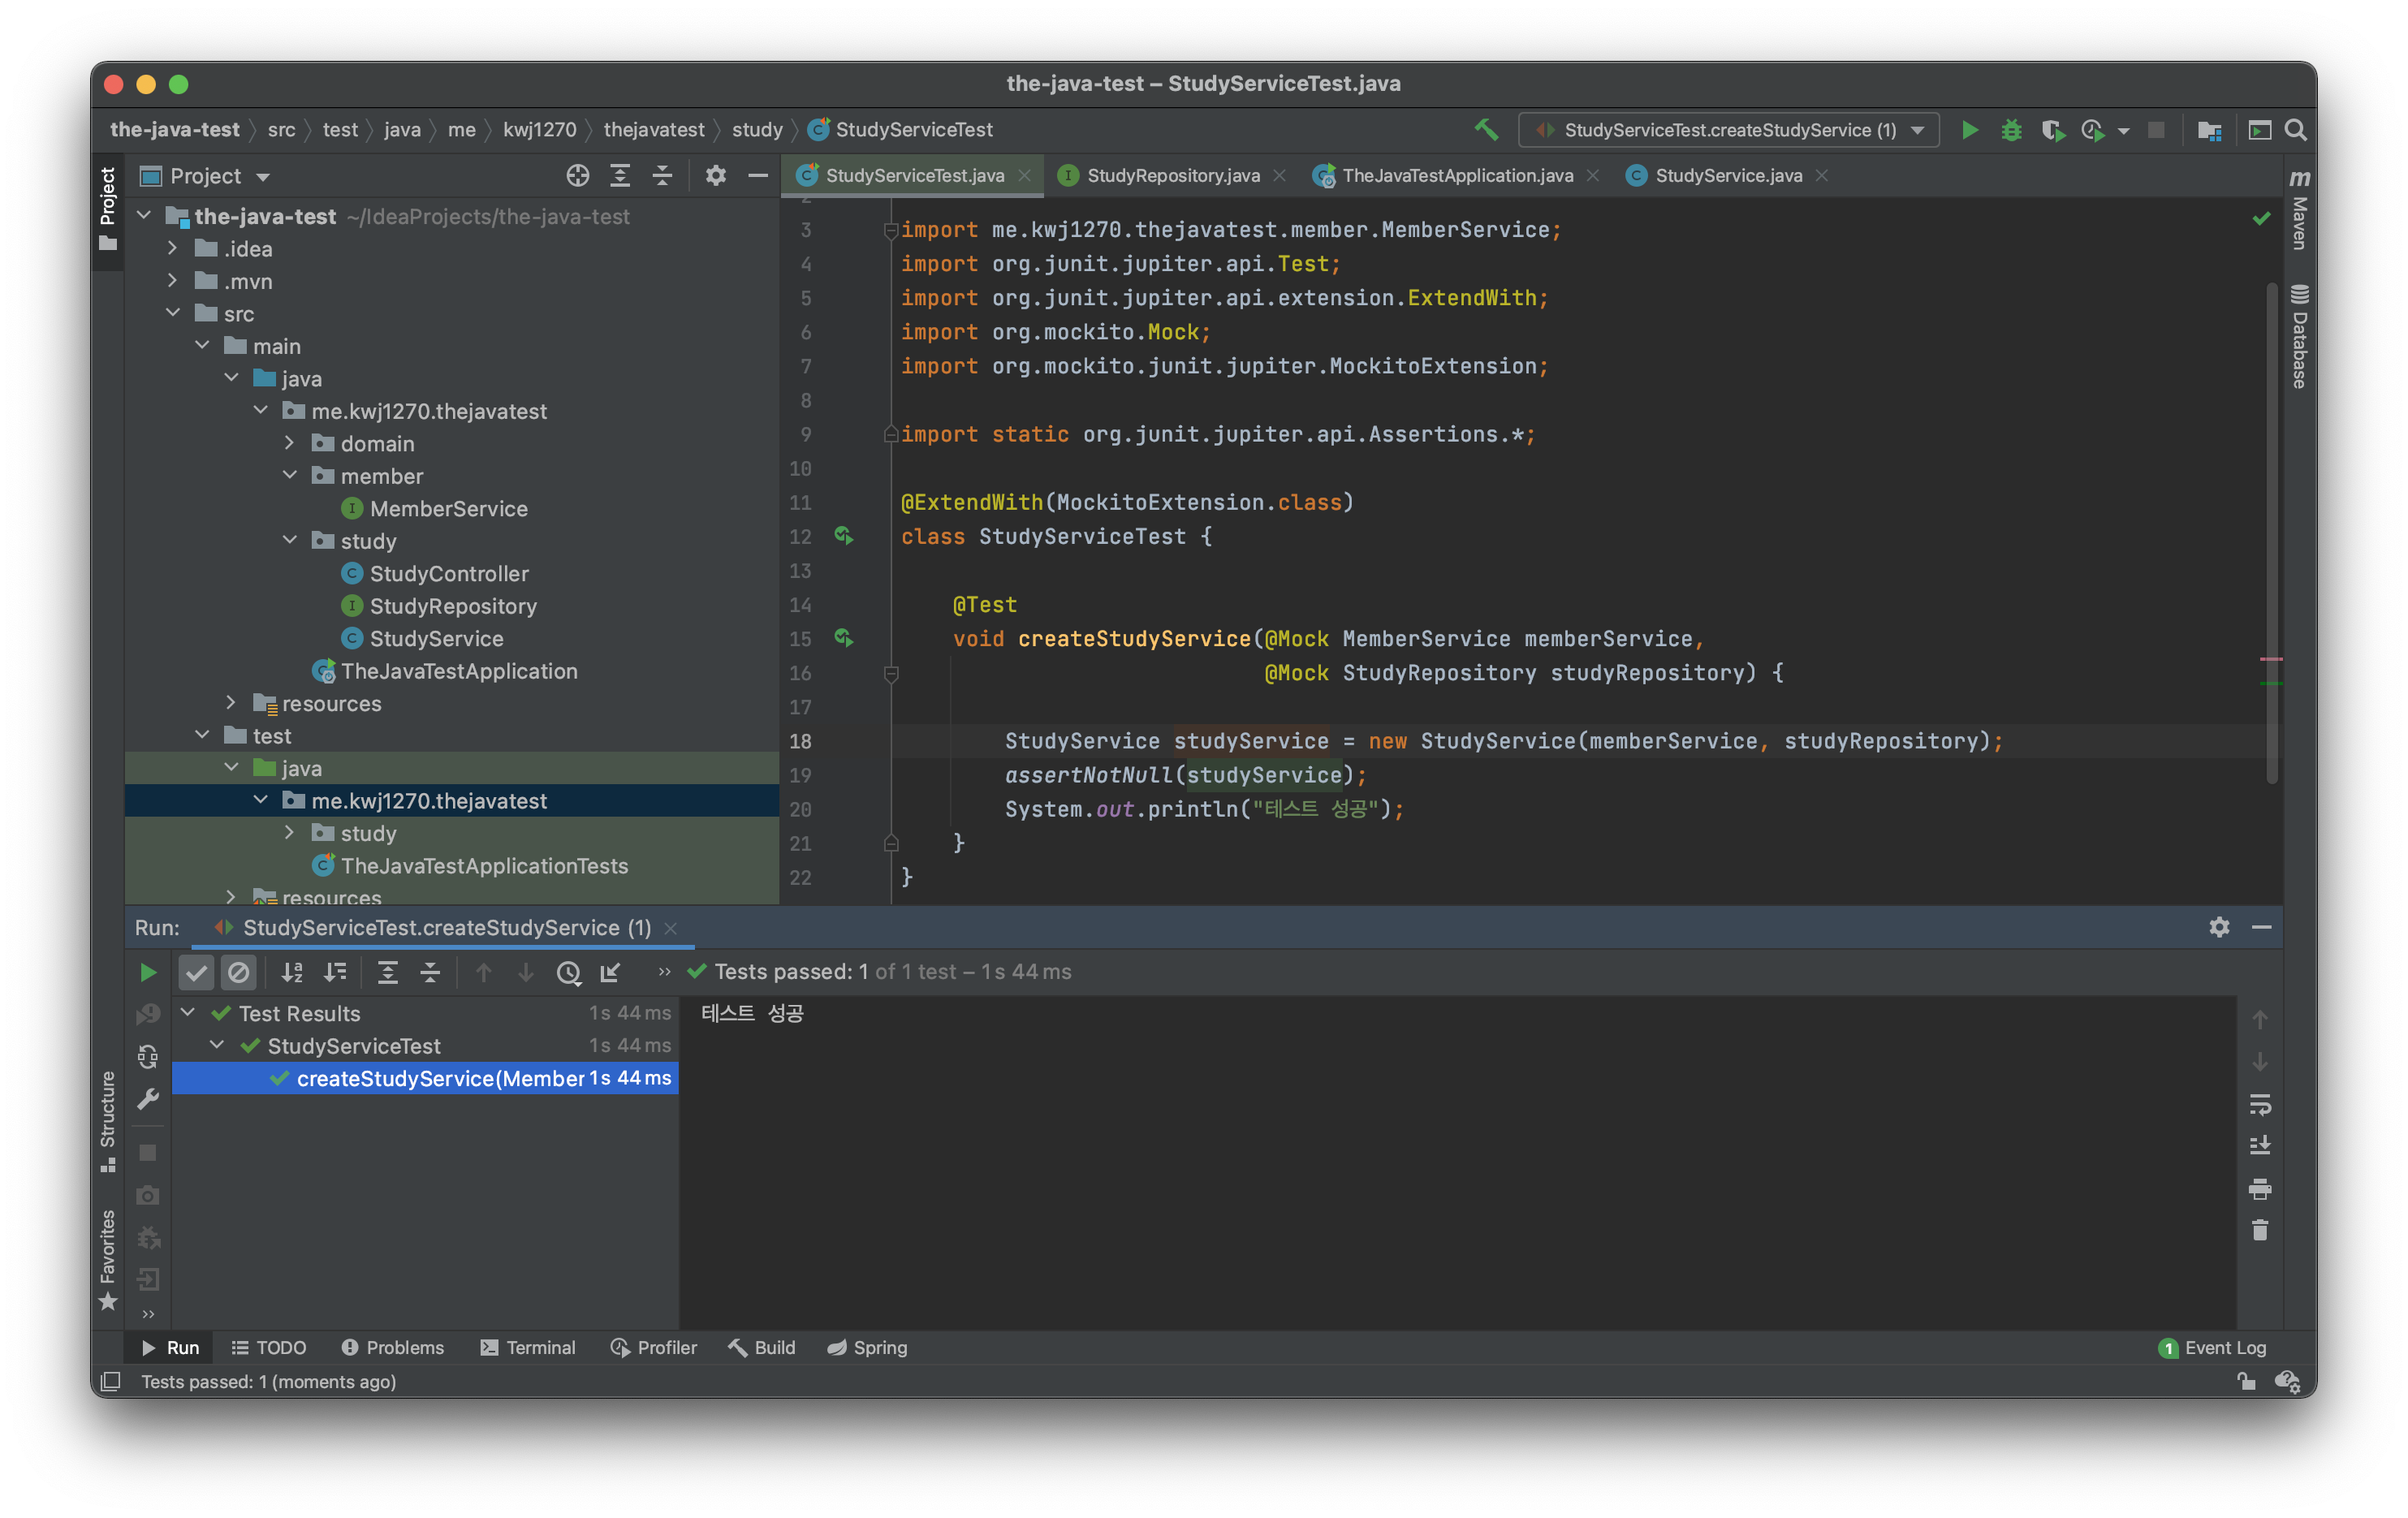 the-java-test – StudyServiceTest.java
the-java-test src test java me kwj1270 thejavatest study StudyServiceTest
StudyServiceTest.createStudyService (1)
Project
StudyServiceTest.java StudyRepository.java TheJavaTestApplication.java StudyService.java
Project
the-java-test ~/IdeaProjects/the-java-test
.idea
.mvn
src
main
java
me.kwj1270.thejavatest
domain
member
MemberService
study
StudyController
StudyRepository
StudyService
TheJavaTestApplication
resources
test
java
me.kwj1270.thejavatest
study
TheJavaTestApplicationTests
resources
3 import me.kwj1270.thejavatest.member.MemberService;
4 import org.junit.jupiter.api.Test;
5 import org.junit.jupiter.api.extension.ExtendWith;
6 import org.mockito.Mock;
7 import org.mockito.junit.jupiter.MockitoExtension;
8
9 import static org.junit.jupiter.api.Assertions.*;
10
11 @ExtendWith(MockitoExtension.class)
12 class StudyServiceTest {
13
14 @Test
15 void createStudyService(@Mock MemberService memberService,
16 @Mock StudyRepository studyRepository) {
17
18 StudyService studyService = new StudyService(memberService, studyRepository);
19 assertNotNull(studyService);
20 System.out.println("테스트 성공");
21 }
22 }
Maven
Database
Run: StudyServiceTest.createStudyService (1)
Tests passed: 1 of 1 test – 1 s 44 ms
Test Results 1 s 44 ms
StudyServiceTest 1 s 44 ms
createStudyService(Member 1 s 44 ms
테스트 성공
Structure
Favorites
Run TODO Problems Terminal Profiler Build Spring
1 Event Log
Tests passed: 1 (moments ago)